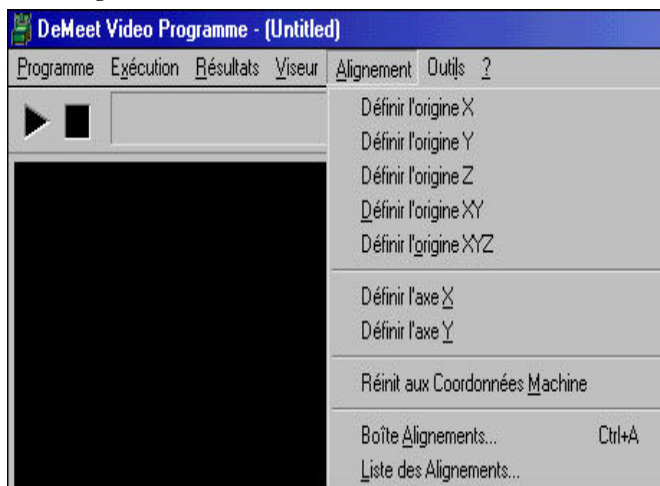 DeMeet Video Programme - (Untitled)
Programme Exécution Résultats Viseur Alignement Outils ?
Définir l'origine X
Définir l'origine Y
Définir l'origine Z
Définir l'origine XY
Définir l'origine XYZ
Définir l'axe X
Définir l'axe Y
Réinit aux Coordonnées Machine
Boîte Alignements... Ctrl+A
Liste des Alignements...